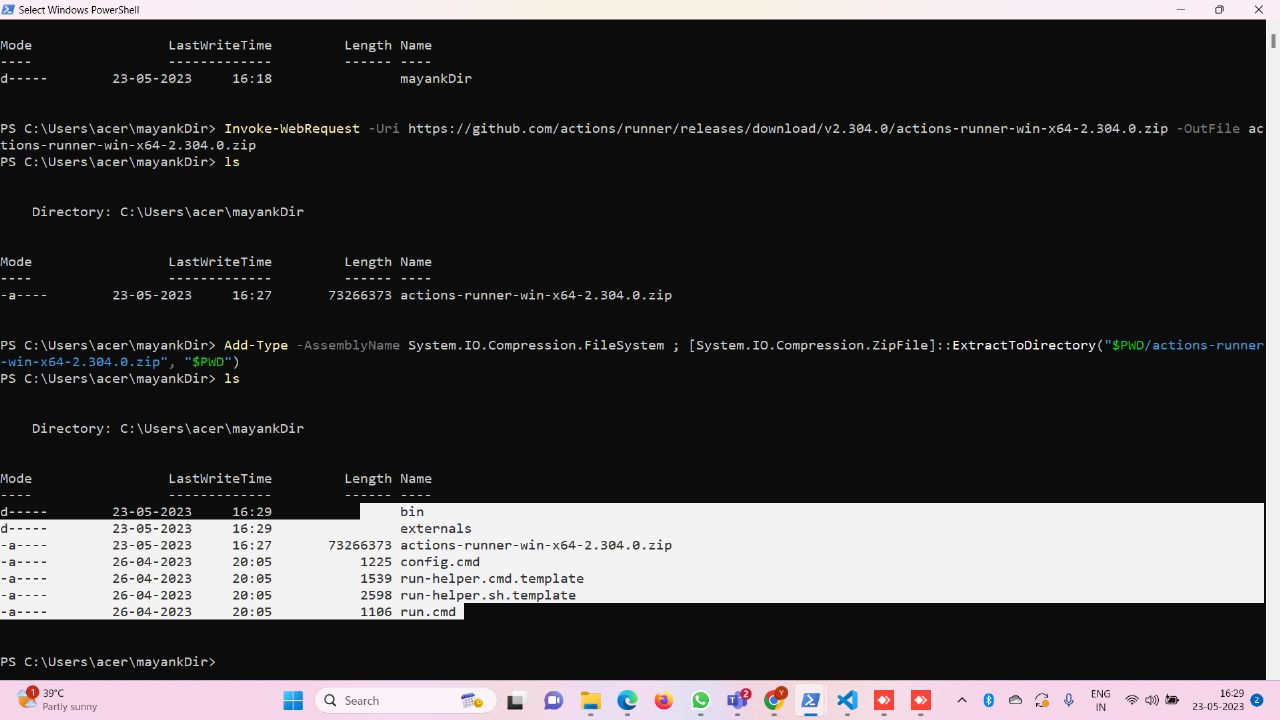 Select Windows PowerShell
Mode                 LastWriteTime         Length Name
----                 -------------         ------ ----
d-----        23-05-2023     16:18                mayankDir
PS C:\Users\acer\mayankDir> Invoke-WebRequest -Uri https://github.com/actions/runner/releases/download/v2.304.0/actions-runner-win-x64-2.304.0.zip -OutFile ac
tions-runner-win-x64-2.304.0.zip
PS C:\Users\acer\mayankDir> ls
    Directory: C:\Users\acer\mayankDir
Mode                 LastWriteTime         Length Name
----                 -------------         ------ ----
-a----        23-05-2023     16:27       73266373 actions-runner-win-x64-2.304.0.zip
PS C:\Users\acer\mayankDir> Add-Type -AssemblyName System.IO.Compression.FileSystem ; [System.IO.Compression.ZipFile]::ExtractToDirectory("$PWD/actions-runner
-win-x64-2.304.0.zip", "$PWD")
PS C:\Users\acer\mayankDir> ls
    Directory: C:\Users\acer\mayankDir
Mode                 LastWriteTime         Length Name
----                 -------------         ------ ----
d-----        23-05-2023     16:29                bin
d-----        23-05-2023     16:29                externals
-a----        23-05-2023     16:27       73266373 actions-runner-win-x64-2.304.0.zip
-a----        26-04-2023     20:05           1225 config.cmd
-a----        26-04-2023     20:05           1539 run-helper.cmd.template
-a----        26-04-2023     20:05           2598 run-helper.sh.template
-a----        26-04-2023     20:05           1106 run.cmd
PS C:\Users\acer\mayankDir>
1
39°C
Partly sunny
Search
2
Y
ENG
IN
16:29
23-05-2023
2